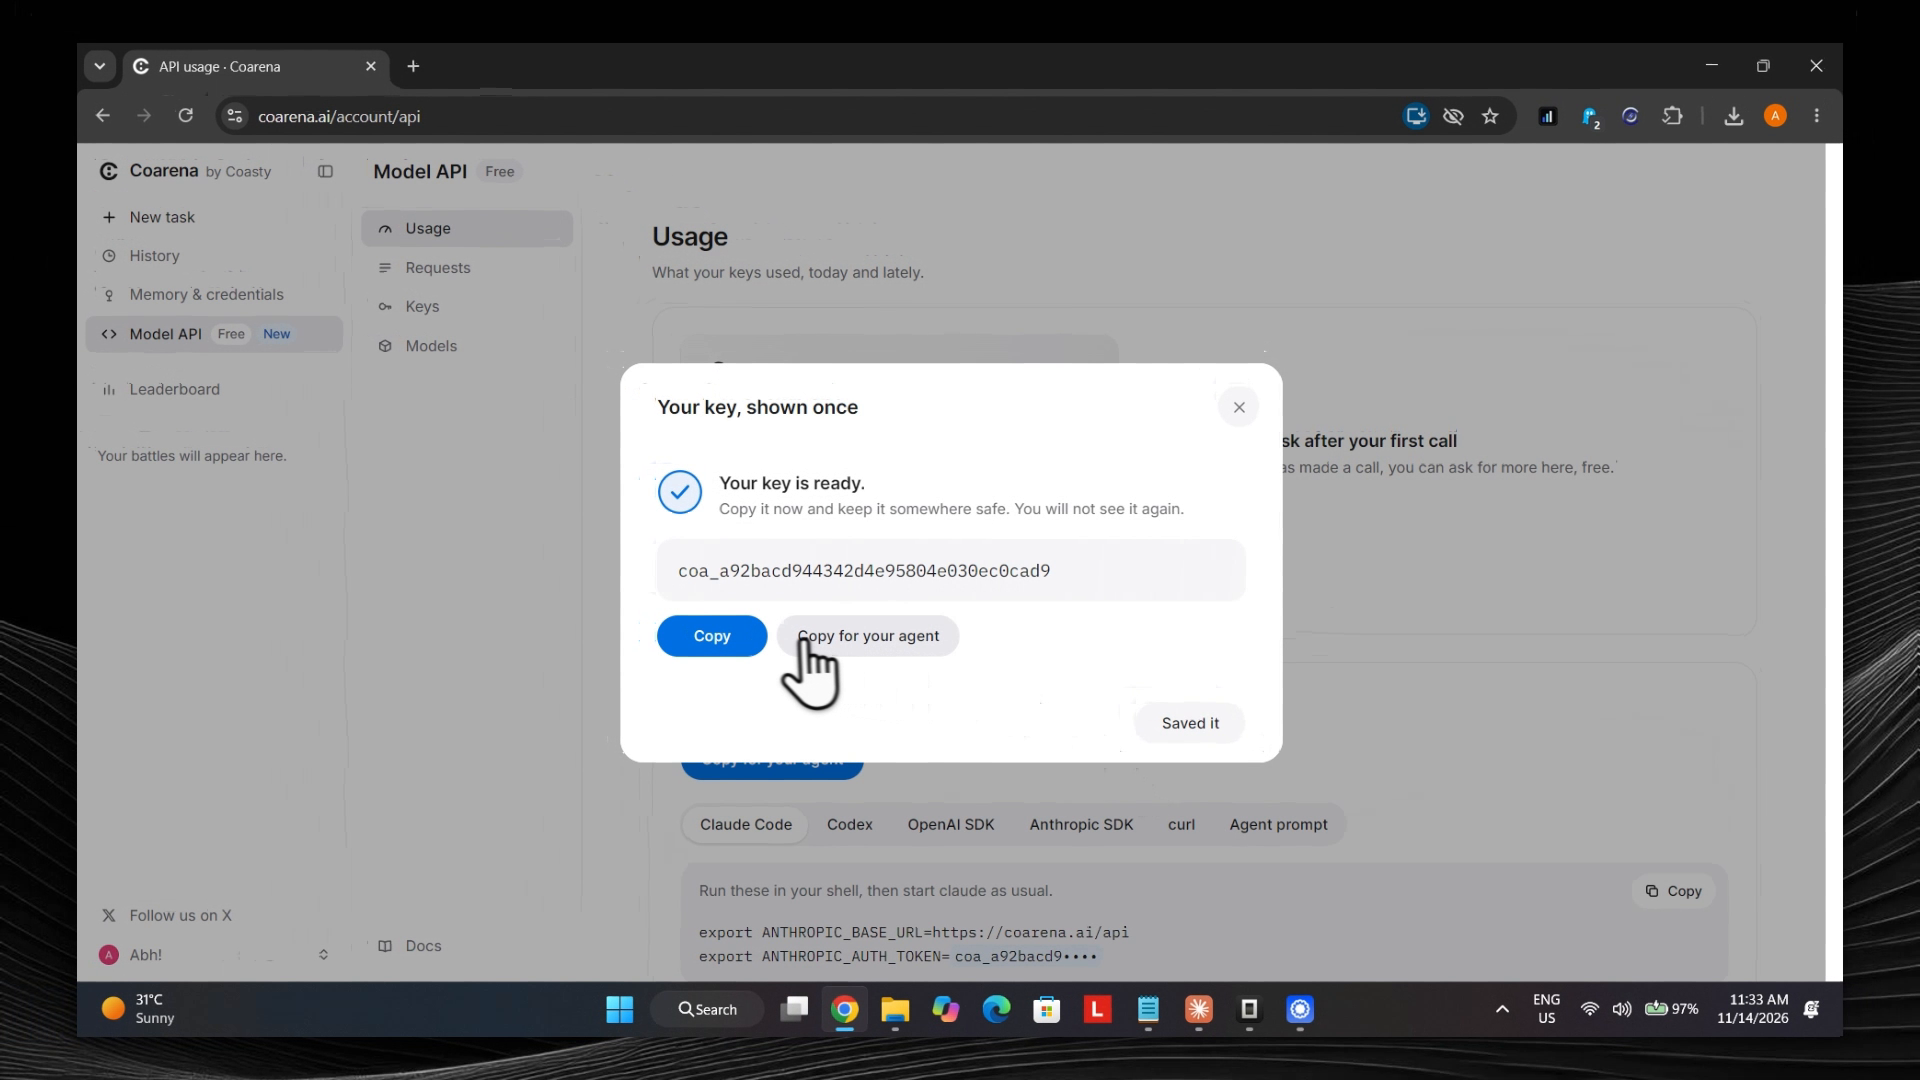 API usage · Coarena
coarena.ai/account/api
A
2
Coarena by Coasty
New task
History
Memory & credentials
Model API Free New
Leaderboard
Your battles will appear here.
Follow us on X
A Abh!
Model API Free
Usage
Requests
Keys
Models
Docs
Usage
What your keys used, today and lately.
sk after your first call
as made a call, you can ask for more here, free.
Your key, shown once
Your key is ready.
Copy it now and keep it somewhere safe. You will not see it again.
coa_a92bacd944342d4e95804e030ec0cad9
Copy
Copy for your agent
Saved it
Copy for your agent
Claude Code Codex OpenAI SDK Anthropic SDK curl Agent prompt
Run these in your shell, then start claude as usual.
Copy
export ANTHROPIC_BASE_URL=https://coarena.ai/api
export ANTHROPIC_AUTH_TOKEN=coa_a92bacd9••••
31°C
Sunny
Search
L
ENG
US
97%
11:33 AM
11/14/2026